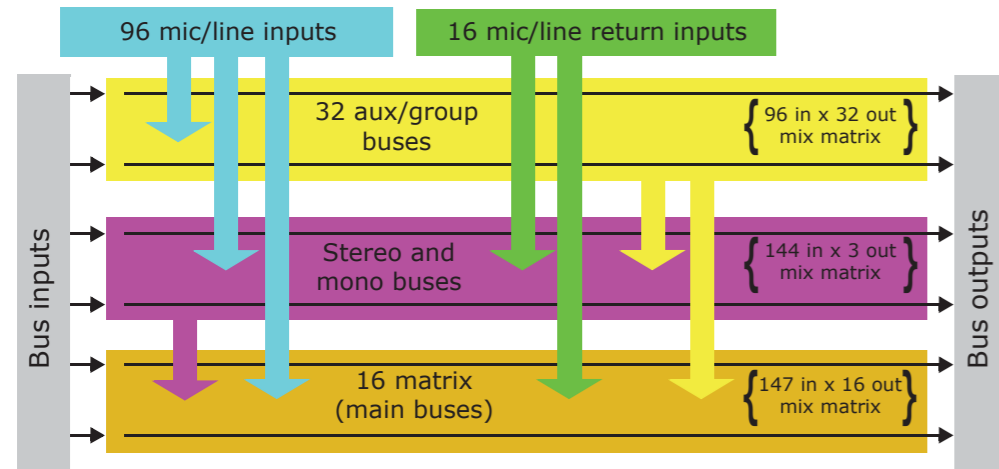 96 mic/line inputs
16 mic/line return inputs
Bus inputs
32 aux/group
buses
96 in x 32 out
mix matrix
Stereo and
mono buses
144 in x 3 out
mix matrix
16 matrix
(main buses)
147 in x 16 out
mix matrix
Bus outputs